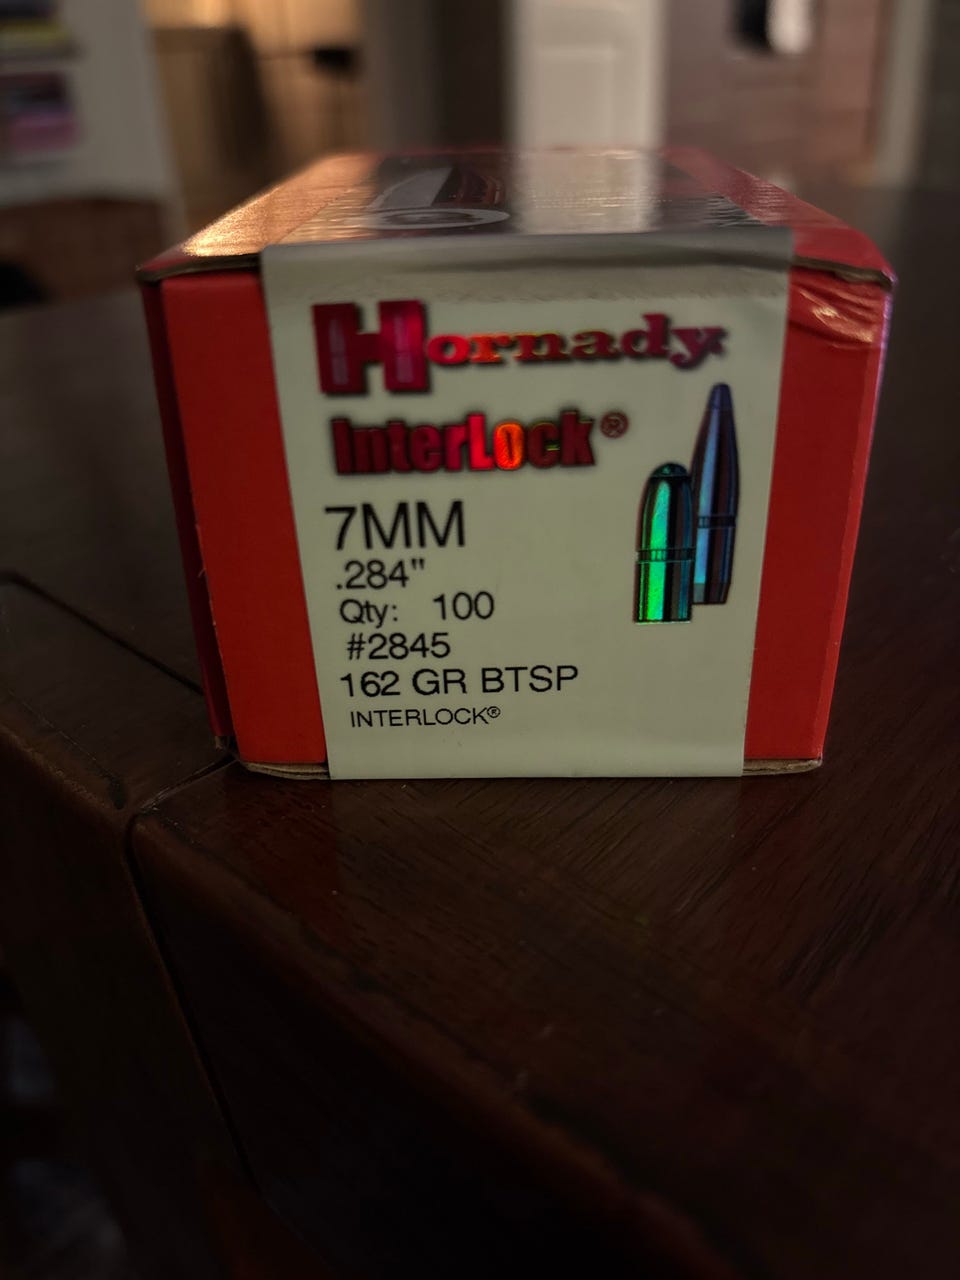 Hornady
InterLock®
7MM
.284"
Qty: 100
#2845
162 GR BTSP
INTERLOCK®